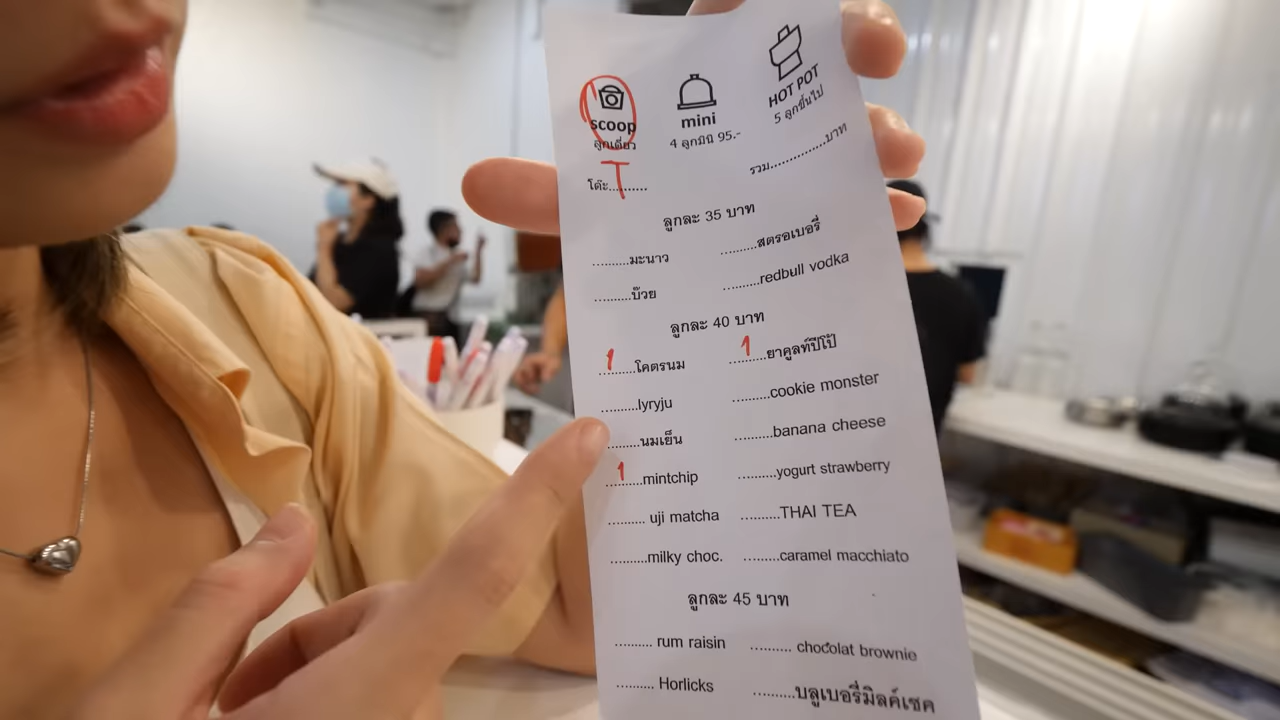 scoop
ลูกเดี่ยว
mini
4 ลูกมินิ 95.-
HOT POT
5 ลูกขึ้นไป
โต๊ะ..........T
รวม...............บาท
ลูกละ 35 บาท
..........มะนาว .........สตรอเบอรี่
..........บ๊วย .........redbull vodka
ลูกละ 40 บาท
1..........โคตรนม 1.........ยาคูลท์ปีโป้
..........lyryju ..........cookie monster
.........นมเย็น ..........banana cheese
1..........mintchip ..........yogurt strawberry
.......... uji matcha ..........THAI TEA
..........milky choc. .........caramel macchiato
ลูกละ 45 บาท
.......... rum raisin .......... chocolat brownie
.......... Horlicks ..........บลูเบอรี่มิลค์เชค